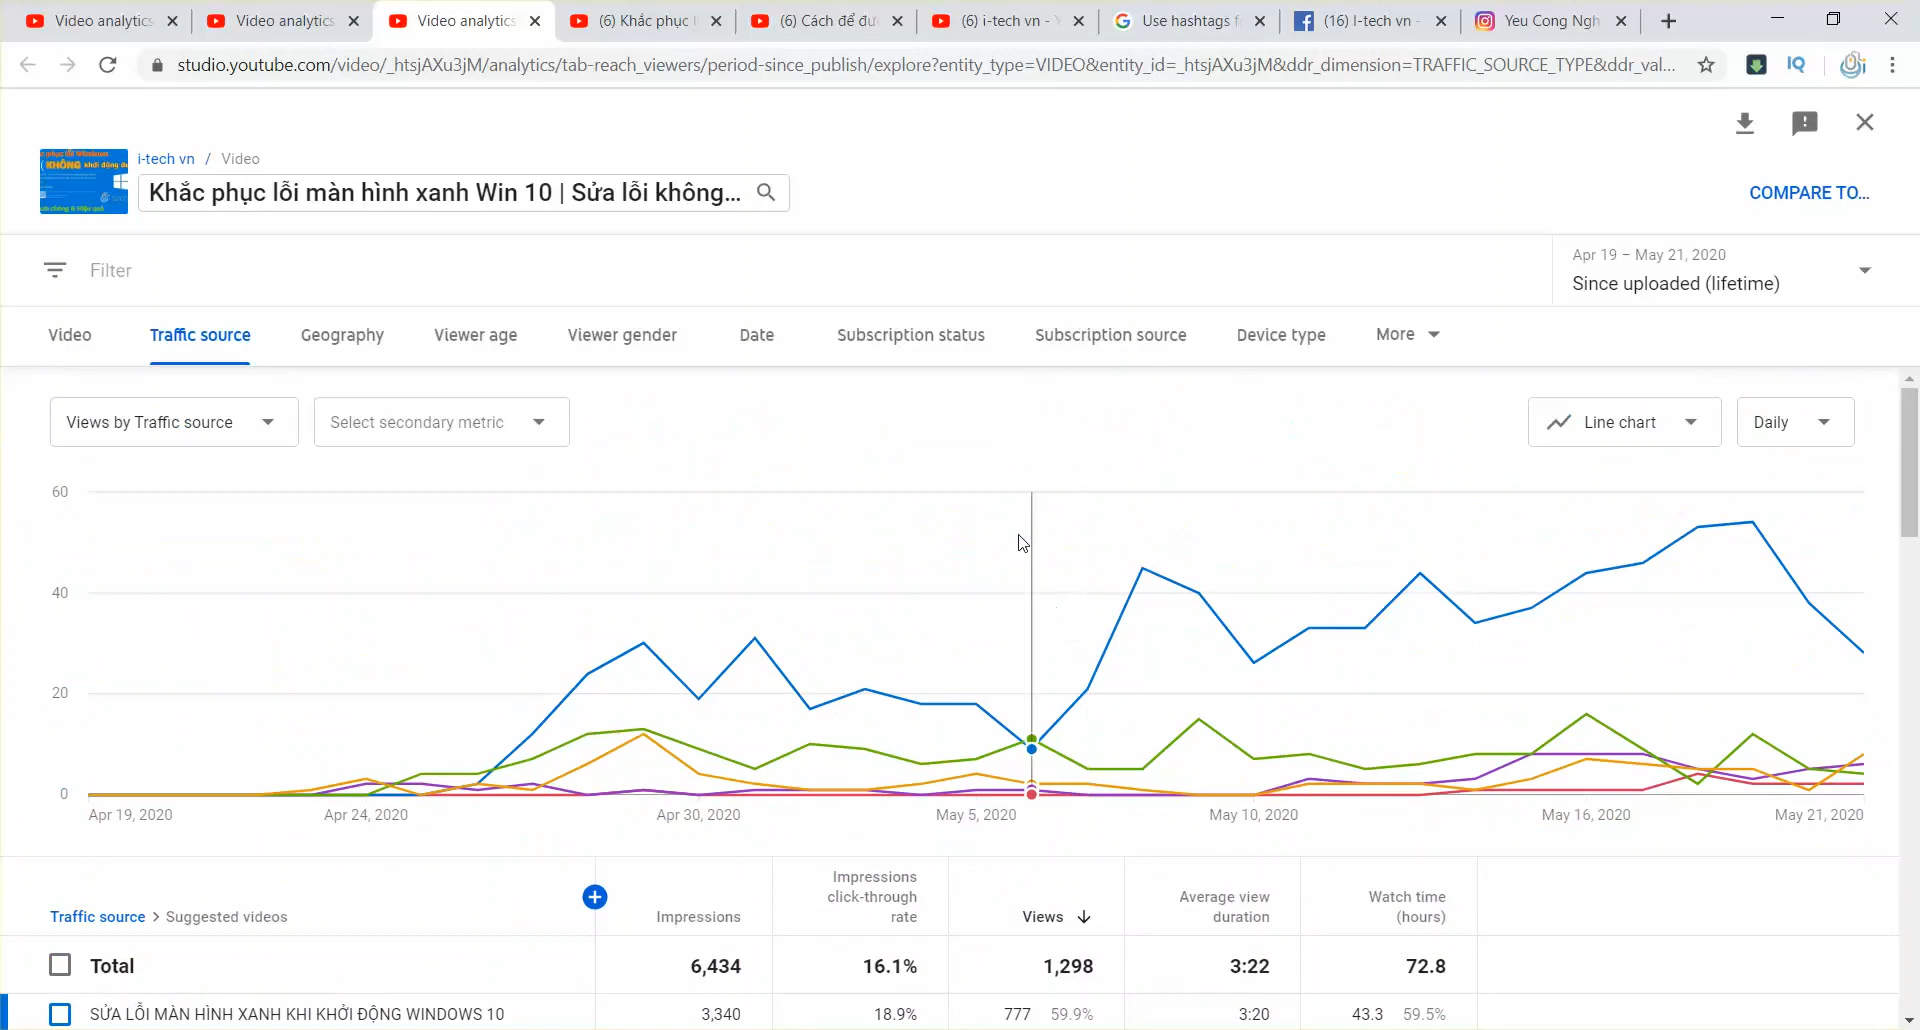 Video analytics
Video analytics
Video analytics
(6) Khắc phục l
(6) Cách để đư
(6) i-tech vn - Y
Use hashtags f
(16) I-tech vn -
Yeu Cong Ngh
studio.youtube.com/video/_htsjAXu3jM/analytics/tab-reach_viewers/period-since_publish/explore?entity_type=VIDEO&entity_id=_htsjAXu3jM&ddr_dimension=TRAFFIC_SOURCE_TYPE&ddr_val...
IQ
KHÔNG khởi động
i-tech vn / Video
Khắc phục lỗi màn hình xanh Win 10 | Sửa lỗi không...
COMPARE TO...
Filter
Apr 19 – May 21, 2020
Since uploaded (lifetime)
Video Traffic source Geography Viewer age Viewer gender Date Subscription status Subscription source Device type More
Views by Traffic source
Select secondary metric
Line chart
Daily
60
40
20
0
Apr 19, 2020 Apr 24, 2020 Apr 30, 2020 May 5, 2020 May 10, 2020 May 16, 2020 May 21, 2020
Traffic source > Suggested videos
Impressions
Impressions
click-through
rate
Views
Average view
duration
Watch time
(hours)
Total 6,434 16.1% 1,298 3:22 72.8
SỬA LỖI MÀN HÌNH XANH KHI KHỞI ĐỘNG WINDOWS 10 3,340 18.9% 777 59.9% 3:20 43.3 59.5%